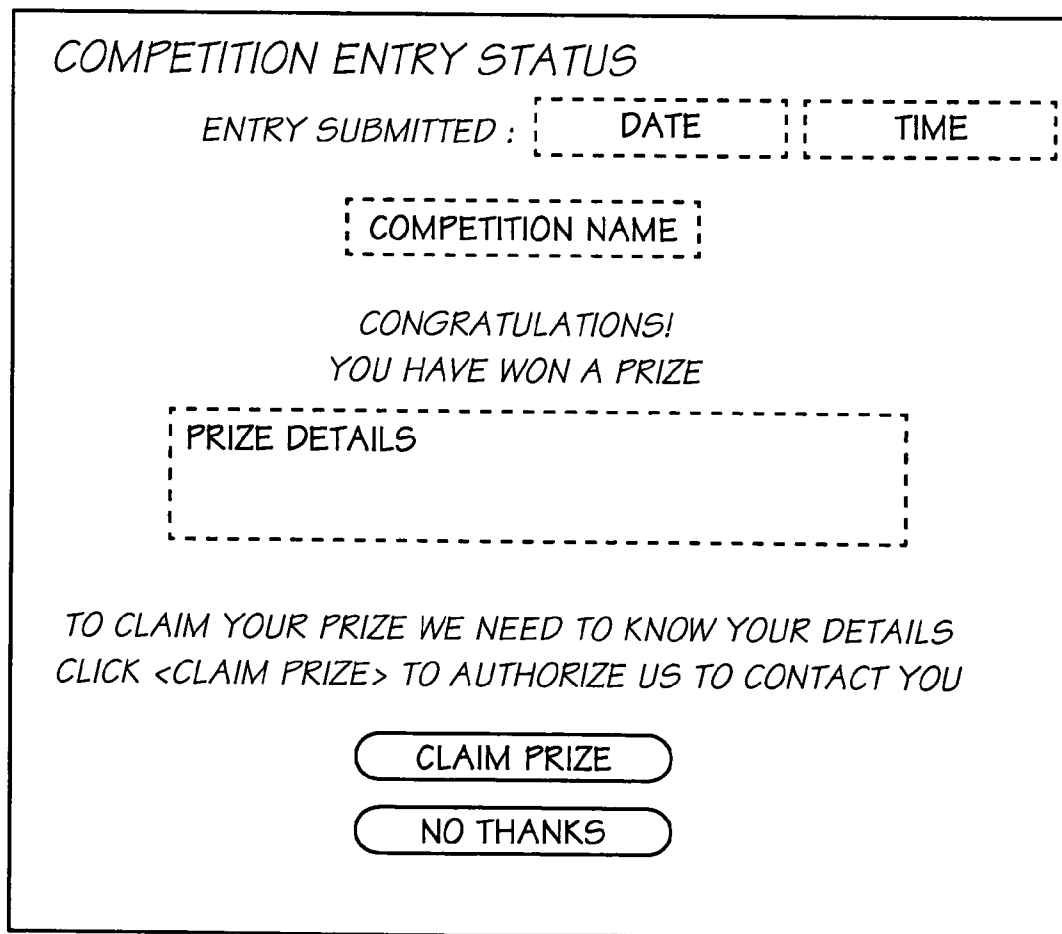 COMPETITION ENTRY STATUS
ENTRY SUBMITTED : DATE TIME
COMPETITION NAME
CONGRATULATIONS!
YOU HAVE WON A PRIZE
PRIZE DETAILS
TO CLAIM YOUR PRIZE WE NEED TO KNOW YOUR DETAILS
CLICK <CLAIM PRIZE> TO AUTHORIZE US TO CONTACT YOU
CLAIM PRIZE
NO THANKS